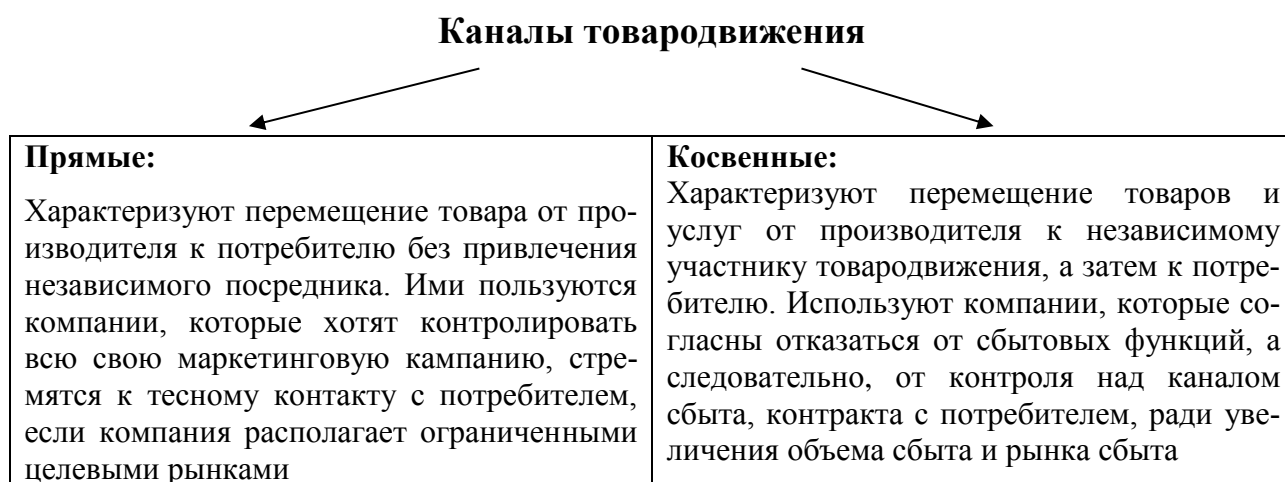 Каналы товародвижения
Прямые:
Характеризуют перемещение товара от про-
изводителя к потребителю без привлечения
независимого посредника. Ими пользуются
компании, которые хотят контролировать
всю свою маркетинговую кампанию, стре-
мятся к тесному контакту с потребителем,
если компания располагает ограниченными
целевыми рынками
Косвенные:
Характеризуют перемещение товаров и
услуг от производителя к независимому
участнику товародвижения, а затем к потре-
бителю. Используют компании, которые со-
гласны отказаться от сбытовых функций, а
следовательно, от контроля над каналом
сбыта, контракта с потребителем, ради уве-
личения объема сбыта и рынка сбыта